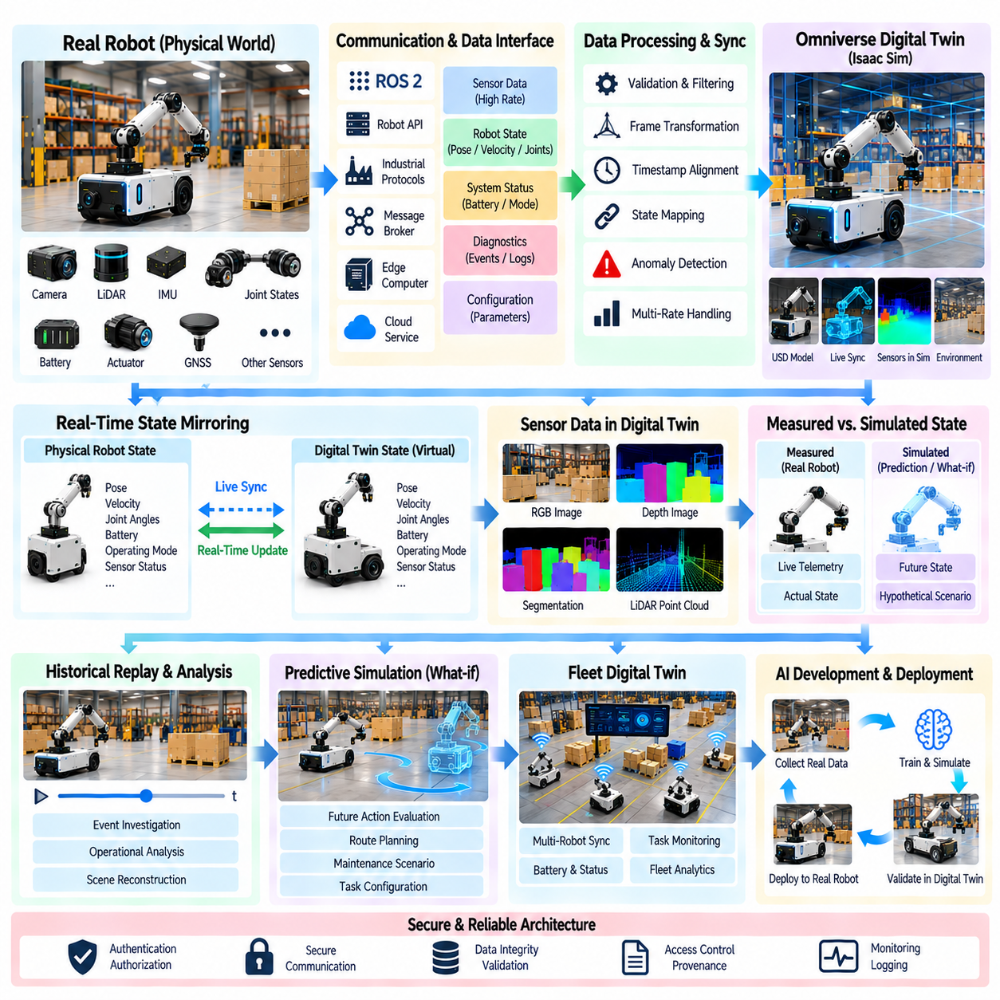 Real Robot (Physical World)
Camera
LiDAR
IMU
Joint States
Battery
Actuator
GNSS
Other Sensors
Communication & Data Interface
ROS 2
Robot API
Industrial
Protocols
Message
Broker
Edge
Computer
Cloud
Service
Sensor Data
(High Rate)
Robot State
(Pose / Velocity / Joints)
System Status
(Battery / Mode)
Diagnostics
(Events / Logs)
Configuration
(Parameters)
Data Processing & Sync
Validation & Filtering
Frame Transformation
Timestamp Alignment
State Mapping
Anomaly Detection
Multi-Rate Handling
Omniverse Digital Twin
(Isaac Sim)
USD Model
Live Sync
Sensors in Sim
Environment
Real-Time State Mirroring
Physical Robot State
Pose
Velocity
Joint Angles
Battery
Operating Mode
Sensor Status
...
Live Sync
Real-Time Update
Digital Twin State (Virtual)
Pose
Velocity
Joint Angles
Battery
Operating Mode
Sensor Status
...
Sensor Data in Digital Twin
RGB Image
Depth Image
Segmentation
LiDAR Point Cloud
Measured vs. Simulated State
Measured
(Real Robot)
Live Telemetry
Actual State
Simulated
(Prediction / What-if)
Future State
Hypothetical Scenario
Historical Replay & Analysis
t
Event Investigation
Operational Analysis
Scene Reconstruction
Predictive Simulation (What-if)
Future Action Evaluation
Route Planning
Maintenance Scenario
Task Configuration
Fleet Digital Twin
Multi-Robot Sync
Task Monitoring
Battery & Status
Fleet Analytics
AI Development & Deployment
Collect Real Data
Train & Simulate
Deploy to Real Robot
Validate in Digital Twin
Secure & Reliable Architecture
Authentication
Authorization
Secure
Communication
Data Integrity
Validation
Access Control
Provenance
Monitoring
Logging